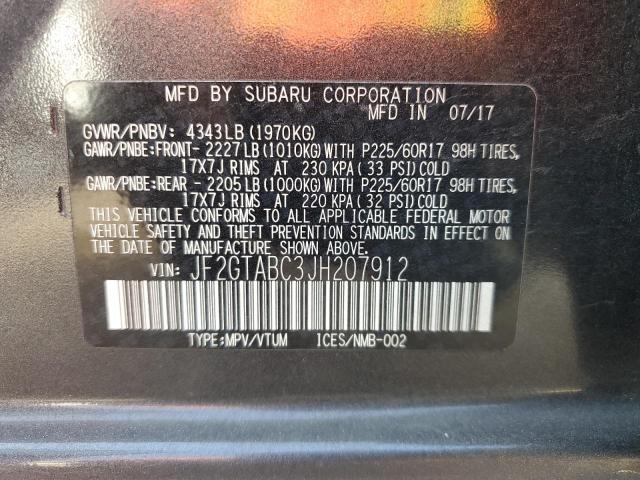 MFD BY SUBARU CORPORATION
MFD IN 07/17
GVWR/PNBV: 4343LB(1970KG)
GAWR/PNBE:FRONT-2227LB(1010KG)WITH P225/60R17 98H TIRES,
17X7J RIMS AT 230 KPA( 33 PSI)COLD
GAWR/PNBE:REAR -2205LB(1000KG)WITH P225/60R17 98H TIRES,
17X7J RIMS AT 220 KPA( 32 PSI)COLD
THIS VEHICLE CONFORMS TO ALL APPLICABLE FEDERAL MOTOR
VEHICLE SAFETY AND THEFT PREVENTION STANDARDS IN EFFECT
ON THE DATE OF MANUFACTURE SHOWN ABOVE.
VIN: JF2GTABC3JH207912
TYPE:MPV/VTUM ICES/NMB-002